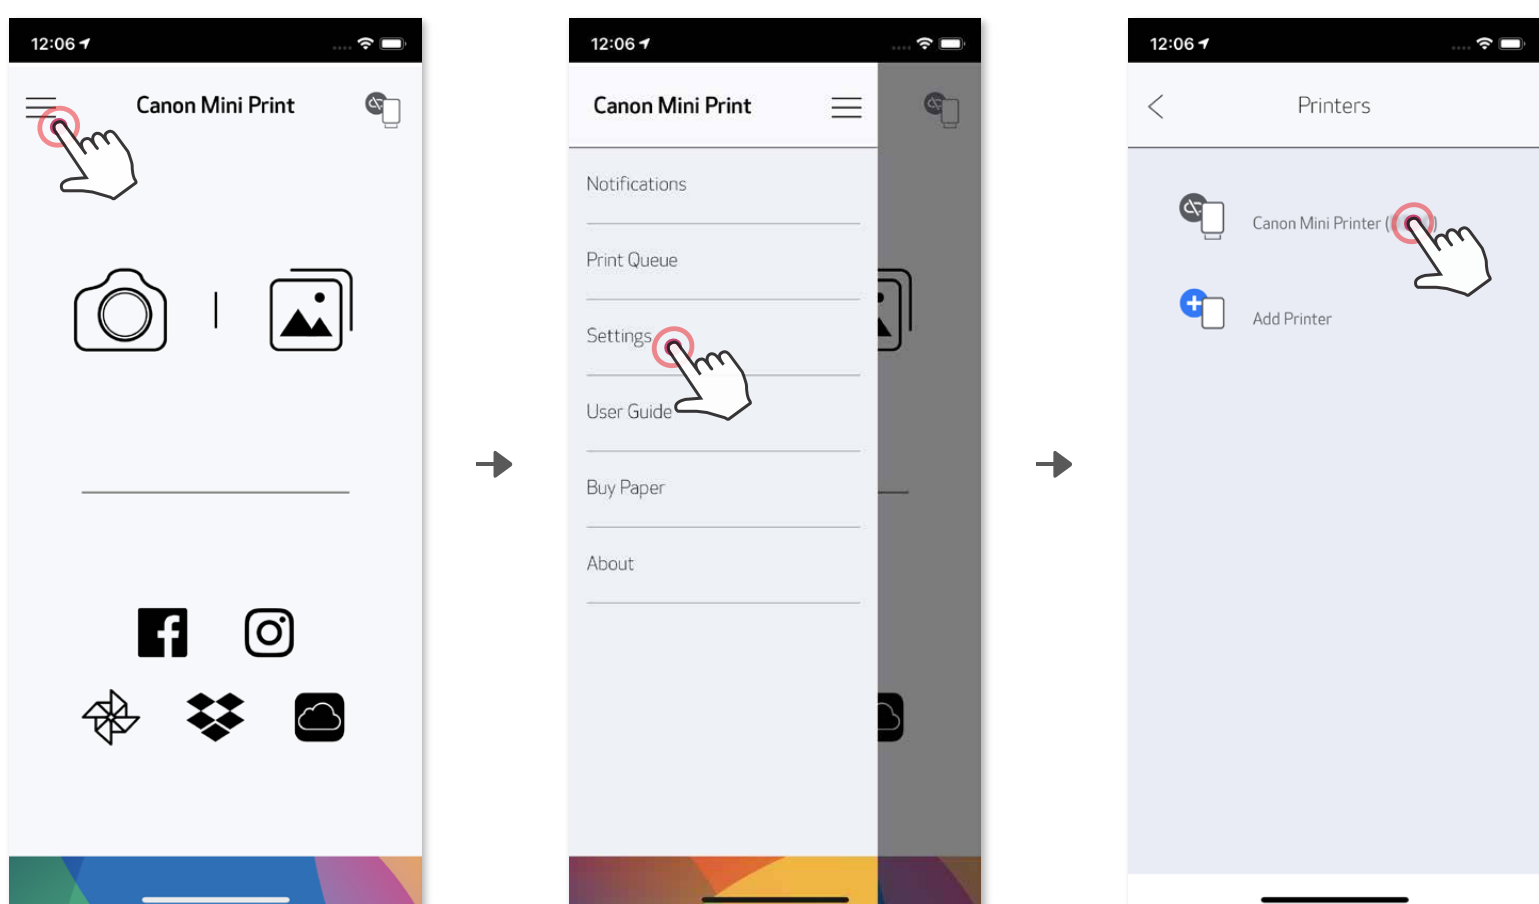 12:06
Canon Mini Print
12:06
Canon Mini Print
Notifications
Print Queue
Settings
User Guide
Buy Paper
About
12:06
Printers
Canon Mini Printer (
)
Add Printer